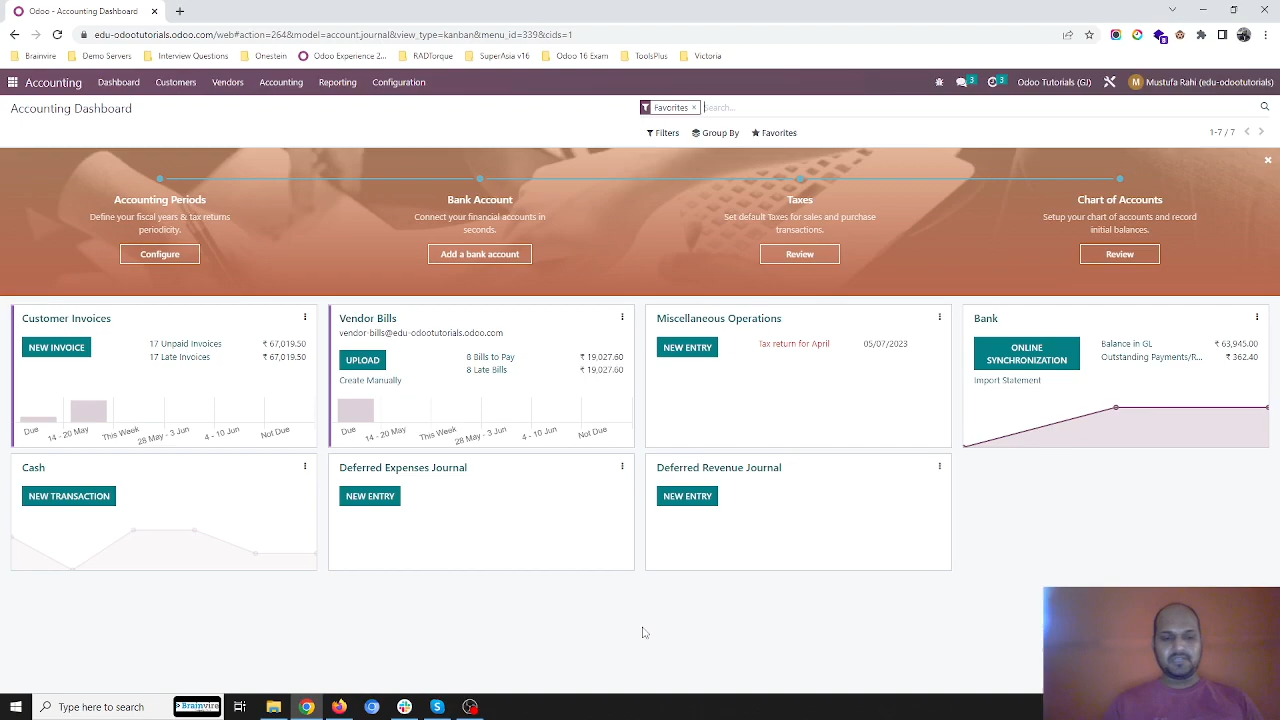 Odoo - Accounting Dashboard
edu-odootutorials.odoo.com/web#action=264&model=account.journal&view_type=kanban&menu_id=339&cids=1
Brainvire Demo Servers Interview Questions Onestein Odoo Experience 2... RADTorque SuperAsia v16 Odoo 16 Exam ToolsPlus Victoria
Accounting Dashboard Customers Vendors Accounting Reporting Configuration 3 3 Odoo Tutorials (GJ) M Mustufa Rahi (edu-odootutorials)
Accounting Dashboard Favorites × Search...
Filters Group By Favorites 1-7 / 7
Accounting Periods
Define your fiscal years & tax returns
periodicity.
Configure
Bank Account
Connect your financial accounts in
seconds.
Add a bank account
Taxes
Set default Taxes for sales and purchase
transactions.
Review
Chart of Accounts
Setup your chart of accounts and record
initial balances.
Review
Customer Invoices
NEW INVOICE 17 Unpaid Invoices ₹ 67,019.50
17 Late Invoices ₹ 67,019.50
Due 14 - 20 May This Week 28 May - 3 Jun 4 - 10 Jun Not Due
Vendor Bills
vendor-bills@edu-odootutorials.odoo.com
UPLOAD 8 Bills to Pay ₹ 19,027.60
8 Late Bills ₹ 19,027.60
Create Manually
Due 14 - 20 May This Week 28 May - 3 Jun 4 - 10 Jun Not Due
Miscellaneous Operations
NEW ENTRY Tax return for April 05/07/2023
Bank
ONLINE
SYNCHRONIZATION
Balance in GL ₹ 63,945.00
Outstanding Payments/R... ₹ 362.40
Import Statement
Cash
NEW TRANSACTION
Deferred Expenses Journal
NEW ENTRY
Deferred Revenue Journal
NEW ENTRY
Type here to search Brainvire